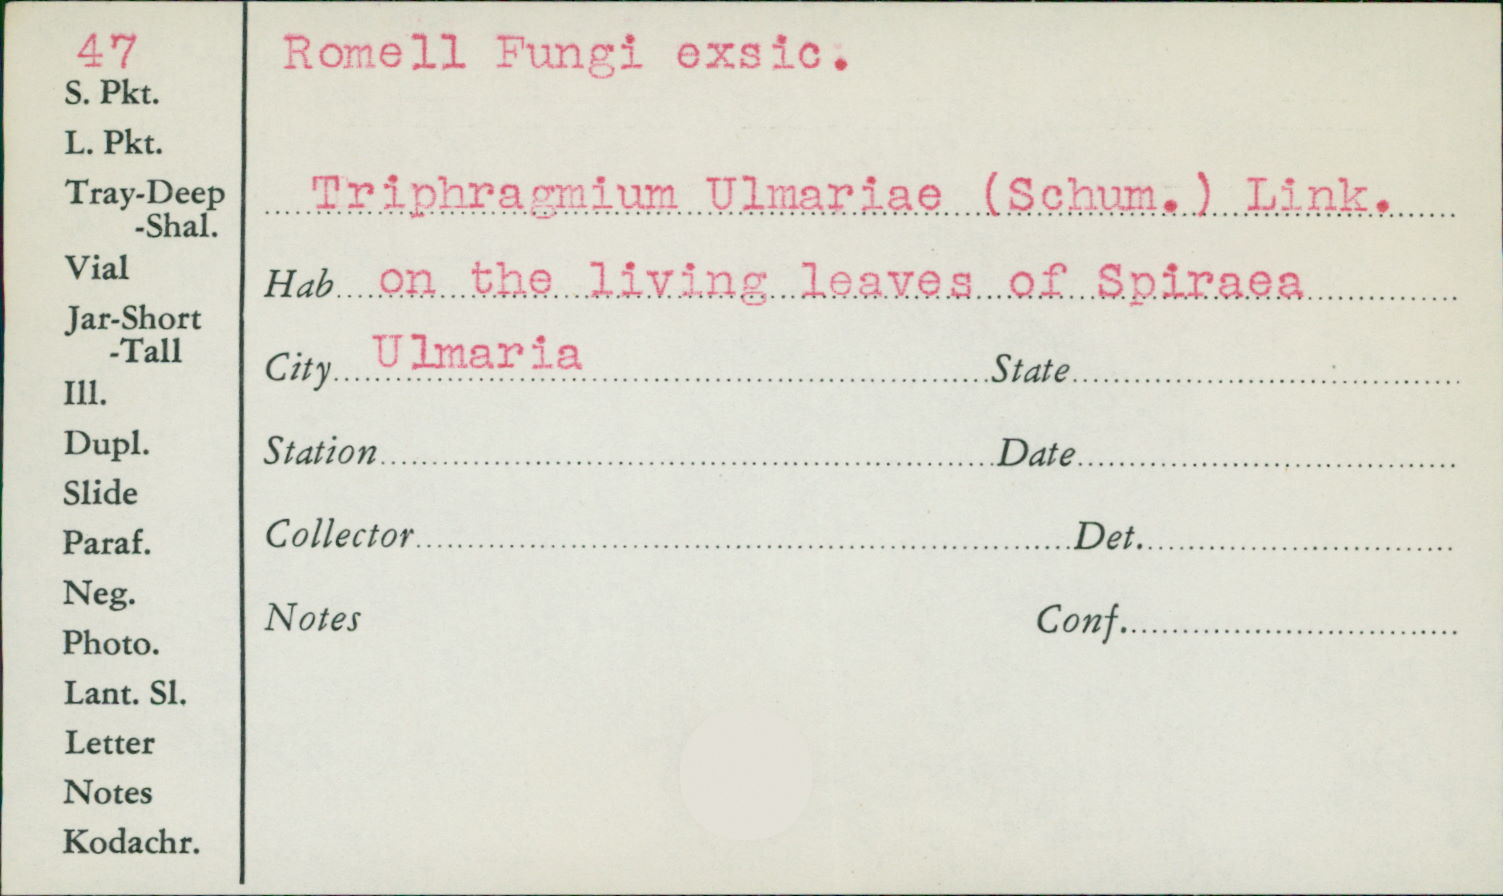 47
S. Pkt.
L. Pkt.
Tray-Deep
-Shal.
Vial
Jar-Short
-Tall
Ill.
Dupl.
Slide
Paraf.
Neg.
Photo.
Lant. Sl.
Letter
Notes
Kodachr.
Romell Fungi exsic.
Triphragmium Ulmariae (Schum.) Link.
Hab on the living leaves of Spiraea
City Ulmaria State
Station Date
Collector Det.
Notes Conf.